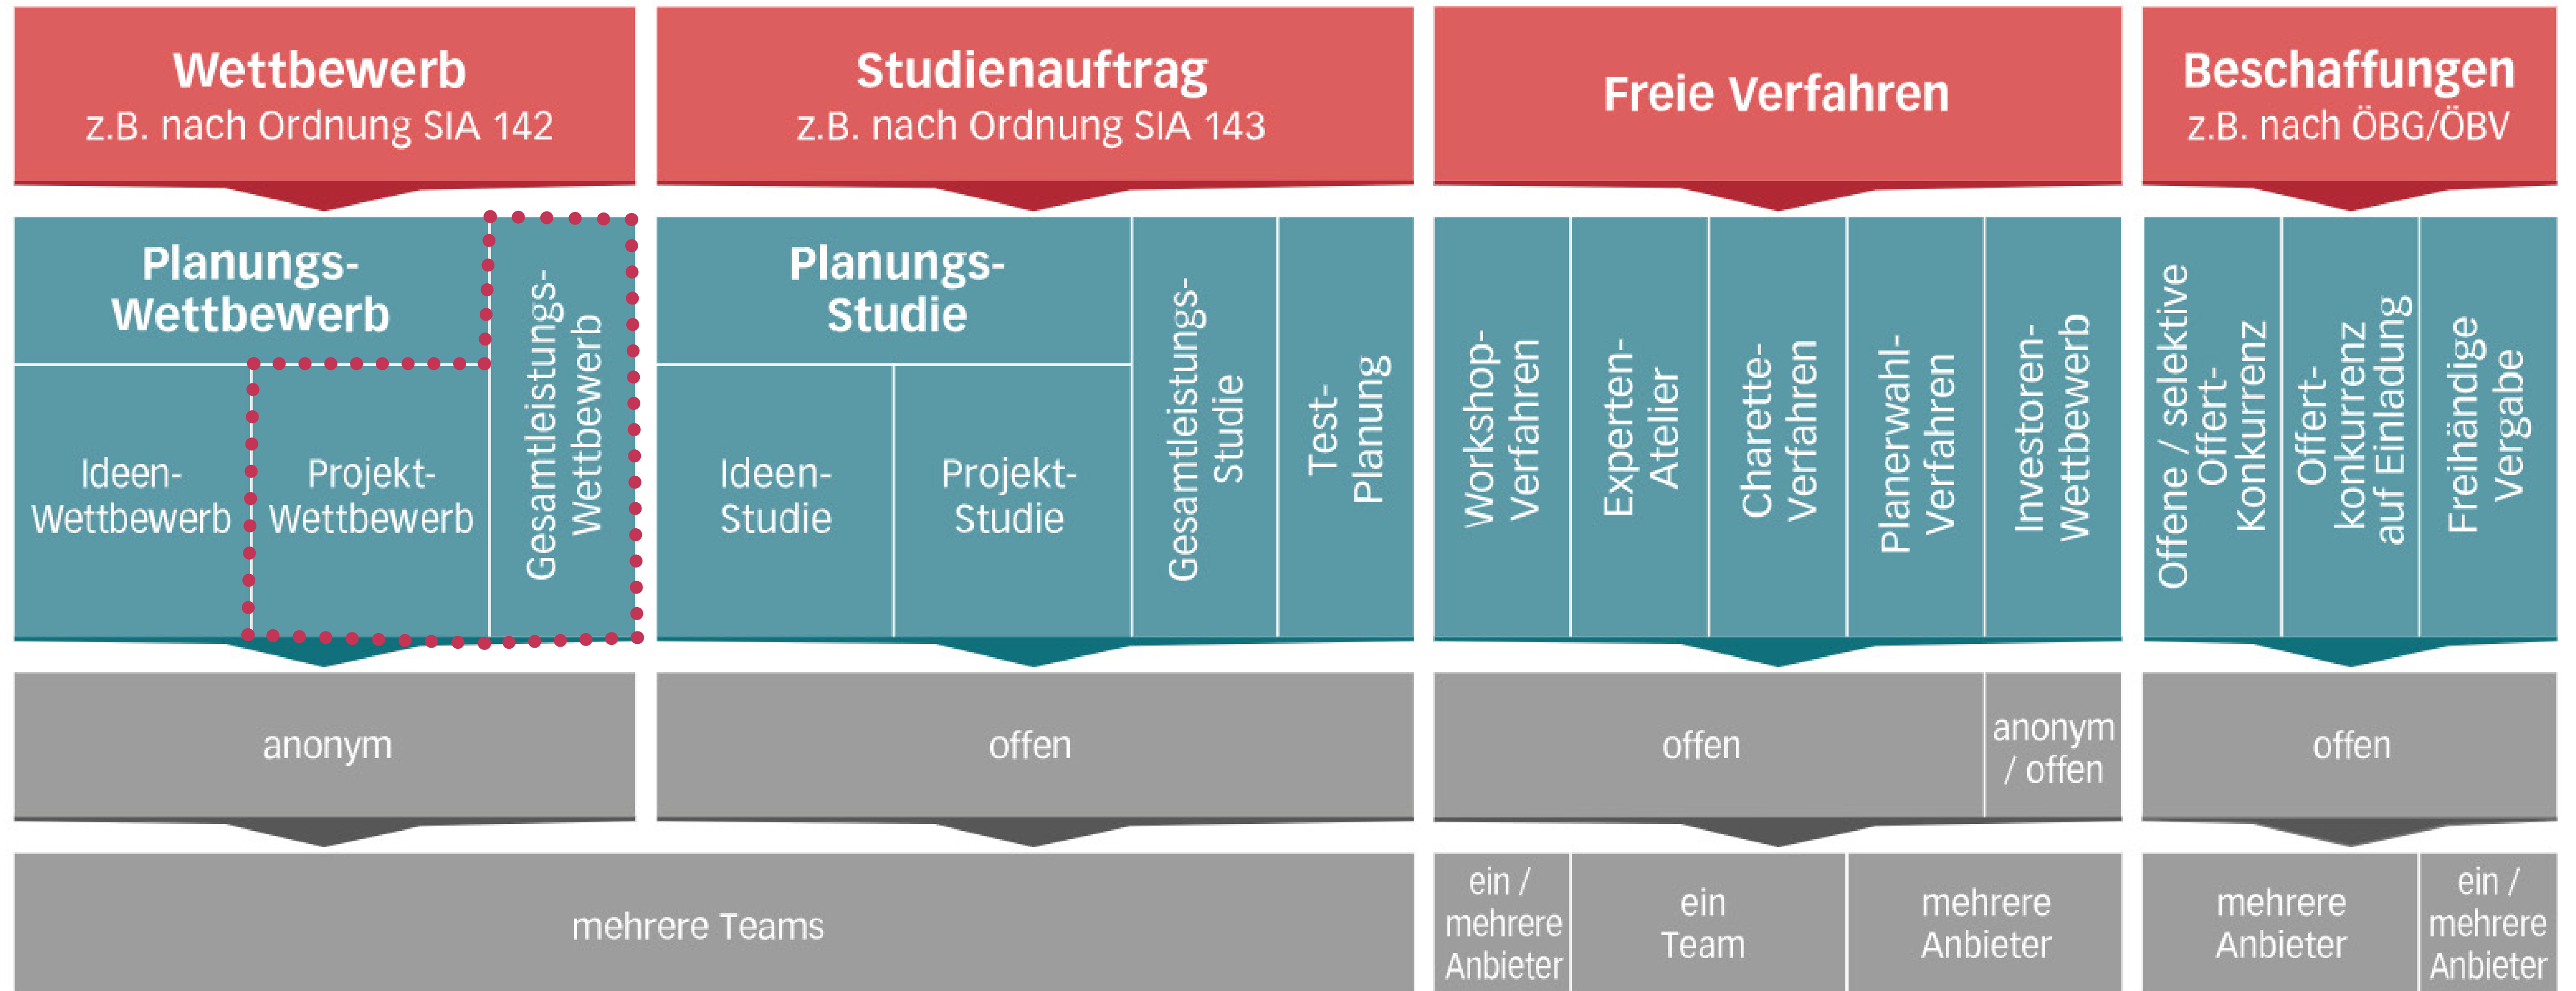 Wettbewerb
z.B. nach Ordnung SIA 142
Studienauftrag
z.B. nach Ordnung SIA 143
Freie Verfahren
Beschaffungen
z.B. nach ÖBG/ÖBV
Planungs-
Wettbewerb
Ideen-
Wettbewerb
Projekt-
Wettbewerb
Gesamtleistungs-
Wettbewerb
Planungs-
Studie
Ideen-
Studie
Projekt-
Studie
Gesamtleistungs-
Studie
Test-
Planung
Workshop-
Verfahren
Experten-
Atelier
Charette-
Verfahren
Planerwahl-
Verfahren
Investoren-
Wettbewerb
Offene / selektive
Offert-
Konkurrenz
Offert-
konkurrenz
auf Einladung
Freihändige
Vergabe
anonym
offen
offen
anonym
/ offen
offen
mehrere Teams
ein /
mehrere
Anbieter
ein
Team
mehrere
Anbieter
mehrere
Anbieter
ein /
mehrere
Anbieter